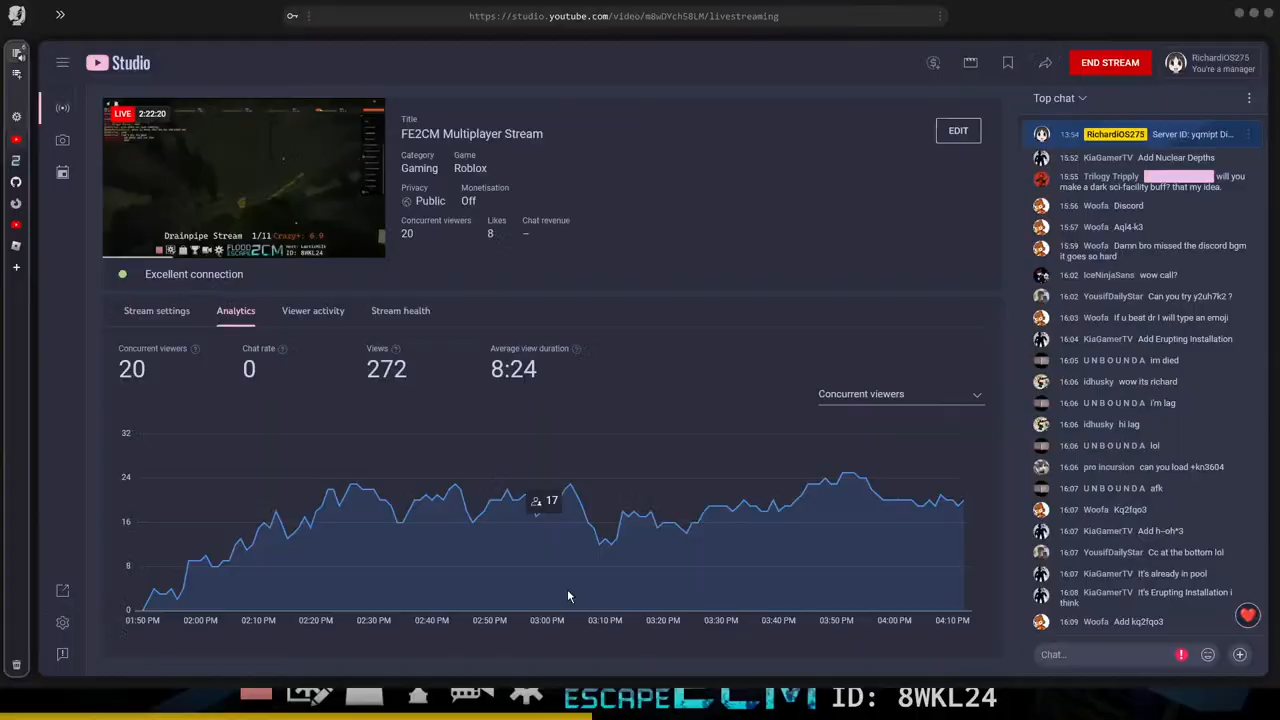 https://studio.youtube.com/video/m8wDYch58LM/livestreaming
Studio
END STREAM
RichardiOS275
You're a manager
LIVE
2:22:20
Drainpipe Stream 1/11 Crazy+: 6.9
FLOOD ESCAPE 2CM
ID: 8WKL24
Title
FE2CM Multiplayer Stream
EDIT
Category
Gaming
Game
Roblox
Privacy
Public
Monetisation
Off
Concurrent viewers
20
Likes
8
Chat revenue
–
Excellent connection
Stream settings
Analytics
Viewer activity
Stream health
Concurrent viewers
20
Chat rate
0
Views
272
Average view duration
8:24
Concurrent viewers
32
24
16
8
0
17
01:50 PM 02:00 PM 02:10 PM 02:20 PM 02:30 PM 02:40 PM 02:50 PM 03:00 PM 03:10 PM 03:20 PM 03:30 PM 03:40 PM 03:50 PM 04:00 PM 04:10 PM
Top chat
13:54 RichardiOS275 Server ID: yqmipt Di...
15:52 KiaGamerTV Add Nuclear Depths
15:55 Trilogy Tripply will you
make a dark sci-facility buff? that my idea.
15:56 Woofa Discord
15:57 Woofa Aql4-k3
15:59 Woofa Damn bro missed the discord bgm
it goes so hard
16:02 IceNinjaSans wow call?
16:02 YousifDailyStar Can you try y2uh7k2 ?
16:03 Woofa If u beat dr I will type an emoji
16:04 KiaGamerTV Add Erupting Installation
16:05 U N B O U N D A im died
16:06 idhusky wow its richard
16:06 U N B O U N D A i'm lag
16:06 idhusky hi lag
16:06 U N B O U N D A lol
16:06 pro incursion can you load +kn3604
16:07 U N B O U N D A afk
16:07 Woofa Kq2fqo3
16:07 KiaGamerTV Add h--oh*3
16:07 YousifDailyStar Cc at the bottom lol
16:07 KiaGamerTV It's already in pool
16:08 KiaGamerTV It's Erupting Installation i
think
16:09 Woofa Add kq2fqo3
Chat...
ESCAPE 2CM ID: 8WKL24